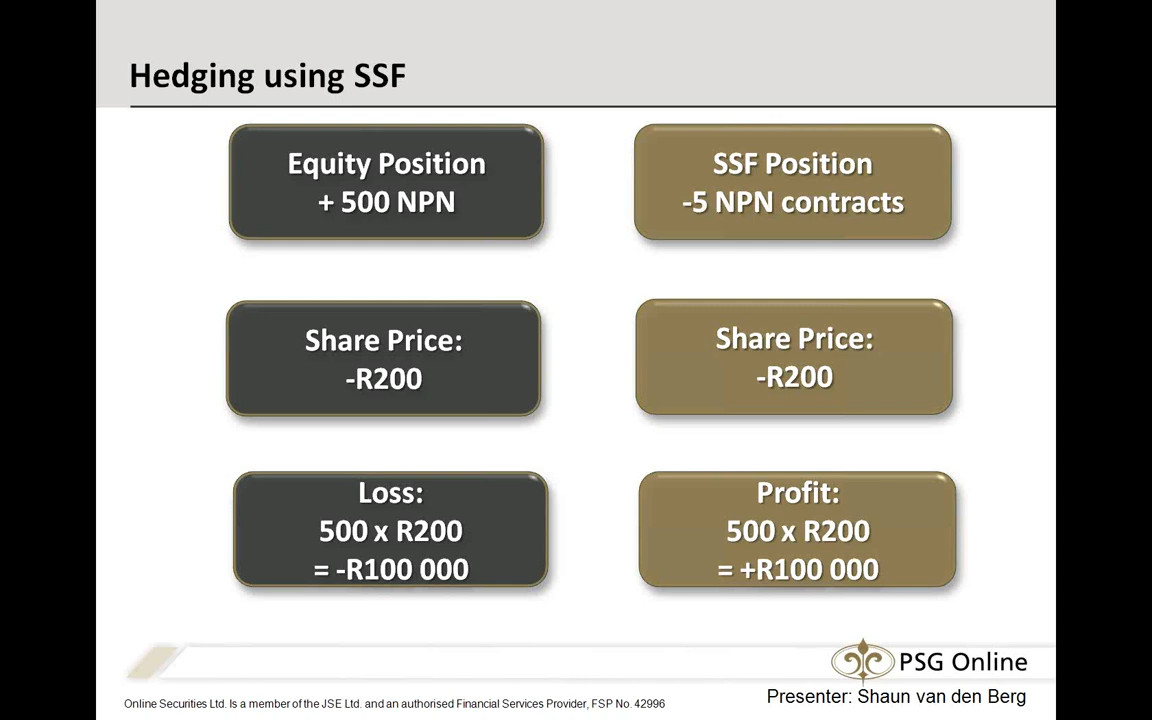 Hedging using SSF
Equity Position
+ 500 NPN
SSF Position
-5 NPN contracts
Share Price:
-R200
Share Price:
-R200
Loss:
500 x R200
= -R100 000
Profit:
500 x R200
= +R100 000
PSG Online
Presenter: Shaun van den Berg
Online Securities Ltd. Is a member of the JSE Ltd. and an authorised Financial Services Provider, FSP No. 42996